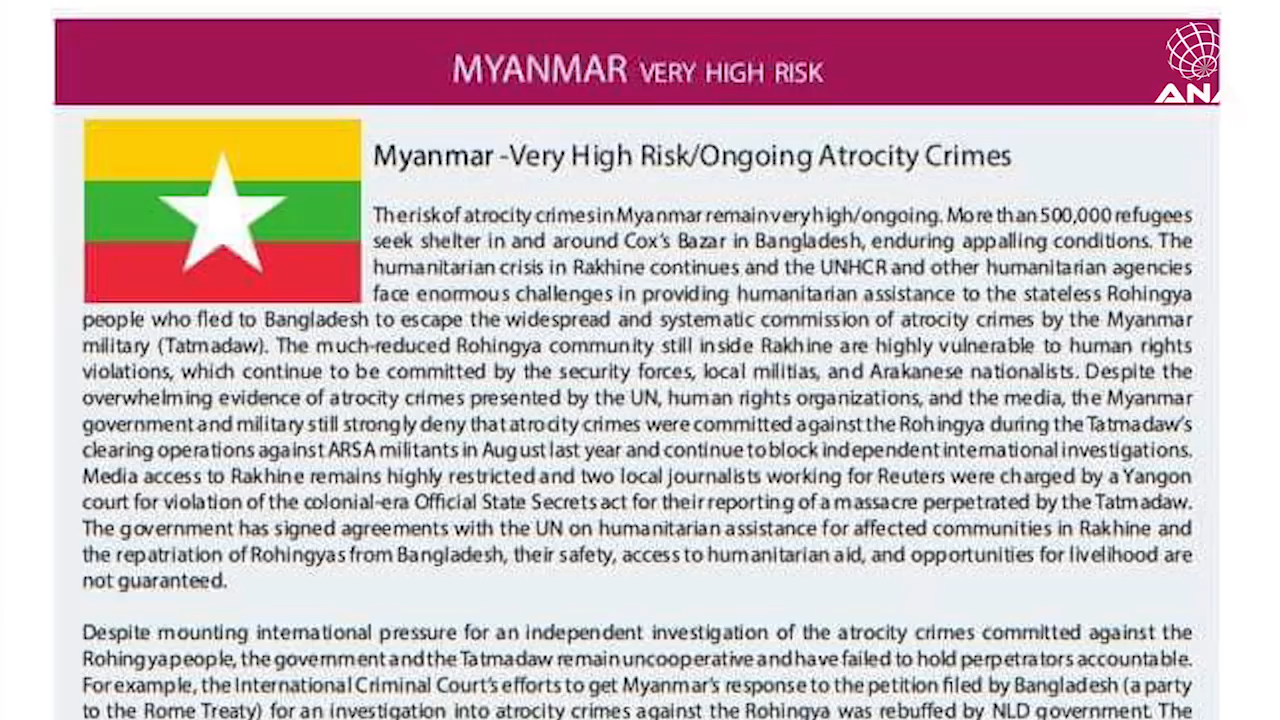 MYANMAR VERY HIGH RISK
Myanmar -Very High Risk/Ongoing Atrocity Crimes
The risk of atrocity crimes in Myanmar remain very high/ongoing. More than 500,000 refugees
seek shelter in and around Cox's Bazar in Bangladesh, enduring appalling conditions. The
humanitarian crisis in Rakhine continues and the UNHCR and other humanitarian agencies
face enormous challenges in providing humanitarian assistance to the stateless Rohingya
people who fled to Bangladesh to escape the widespread and systematic commission of atrocity crimes by the Myanmar
military (Tatmadaw). The much-reduced Rohingya community still inside Rakhine are highly vulnerable to human rights
violations, which continue to be committed by the security forces, local militias, and Arakanese nationalists. Despite the
overwhelming evidence of atrocity crimes presented by the UN, human rights organizations, and the media, the Myanmar
government and military still strongly deny that atrocity crimes were committed against the Rohingya during the Tatmadaw's
clearing operations against ARSA militants in August last year and continue to block independent international investigations.
Media access to Rakhine remains highly restricted and two local journalists working for Reuters were charged by a Yangon
court for violation of the colonial-era Official State Secrets act for their reporting of a massacre perpetrated by the Tatmadaw.
The government has signed agreements with the UN on humanitarian assistance for affected communities in Rakhine and
the repatriation of Rohingyas from Bangladesh, their safety, access to humanitarian aid, and opportunities for livelihood are
not guaranteed.
Despite mounting international pressure for an independent investigation of the atrocity crimes committed against the
Rohingya people, the government and the Tatmadaw remain uncooperative and have failed to hold perpetrators accountable.
For example, the International Criminal Court's efforts to get Myanmar's response to the petition filed by Bangladesh (a party
to the Rome Treaty) for an investigation into atrocity crimes against the Rohingya was rebuffed by NLD government. The